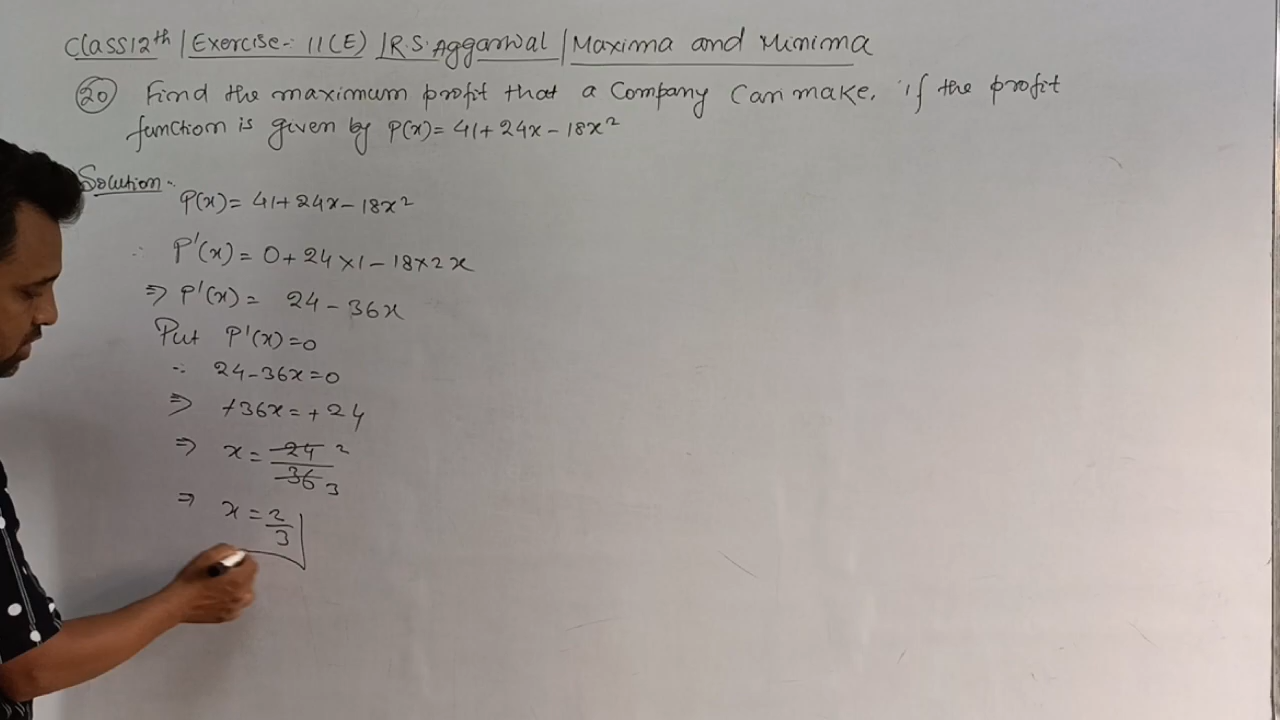 Class 12th | Exercise- 11(E) | R.S. Aggarwal | Maxima and Minima
20 Find the maximum profit that a Company Can make, if the profit
function is given by P(x) = 41 + 24x - 18x²
Solution:-
P(x) = 41 + 24x - 18x²
∴ P'(x) = 0 + 24 × 1 - 18 × 2x
⇒ P'(x) = 24 - 36x
Put P'(x) = 0
∴ 24 - 36x = 0
⇒ +36x = +24
⇒ x = 24/36 2/3
⇒ x = 2/3